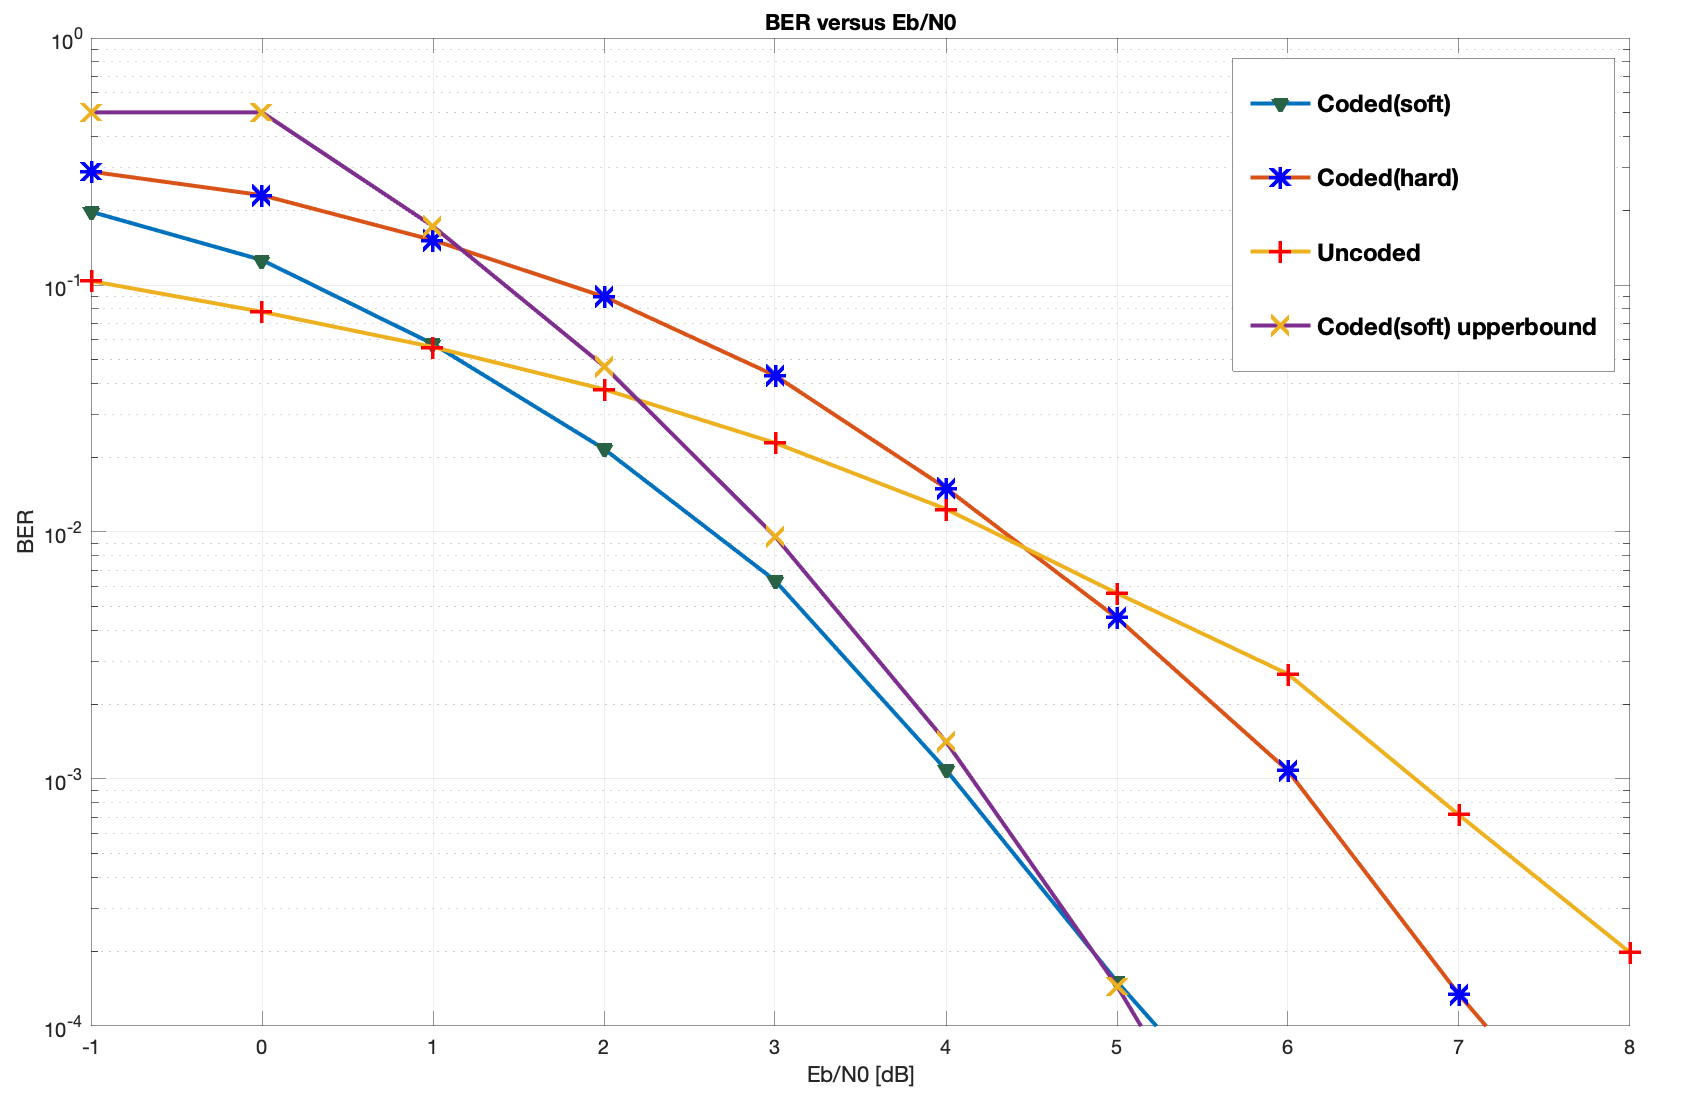 BER versus Eb/N0
10^0
10^-1
10^-2
10^-3
10^-4
BER
Coded(soft)
Coded(hard)
Uncoded
Coded(soft) upperbound
-1 0 1 2 3 4 5 6 7 8
Eb/N0 [dB]